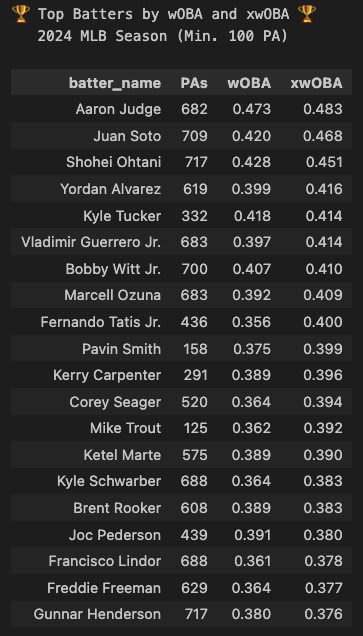 🏆 Top Batters by wOBA and xwOBA 🏆
2024 MLB Season (Min. 100 PA)
batter_name PAs wOBA xwOBA
Aaron Judge 682 0.473 0.483
Juan Soto 709 0.420 0.468
Shohei Ohtani 717 0.428 0.451
Yordan Alvarez 619 0.399 0.416
Kyle Tucker 332 0.418 0.414
Vladimir Guerrero Jr. 683 0.397 0.414
Bobby Witt Jr. 700 0.407 0.410
Marcell Ozuna 683 0.392 0.409
Fernando Tatis Jr. 436 0.356 0.400
Pavin Smith 158 0.375 0.399
Kerry Carpenter 291 0.389 0.396
Corey Seager 520 0.364 0.394
Mike Trout 125 0.362 0.392
Ketel Marte 575 0.389 0.390
Kyle Schwarber 688 0.364 0.383
Brent Rooker 608 0.389 0.383
Joc Pederson 439 0.391 0.380
Francisco Lindor 688 0.361 0.378
Freddie Freeman 629 0.364 0.377
Gunnar Henderson 717 0.380 0.376